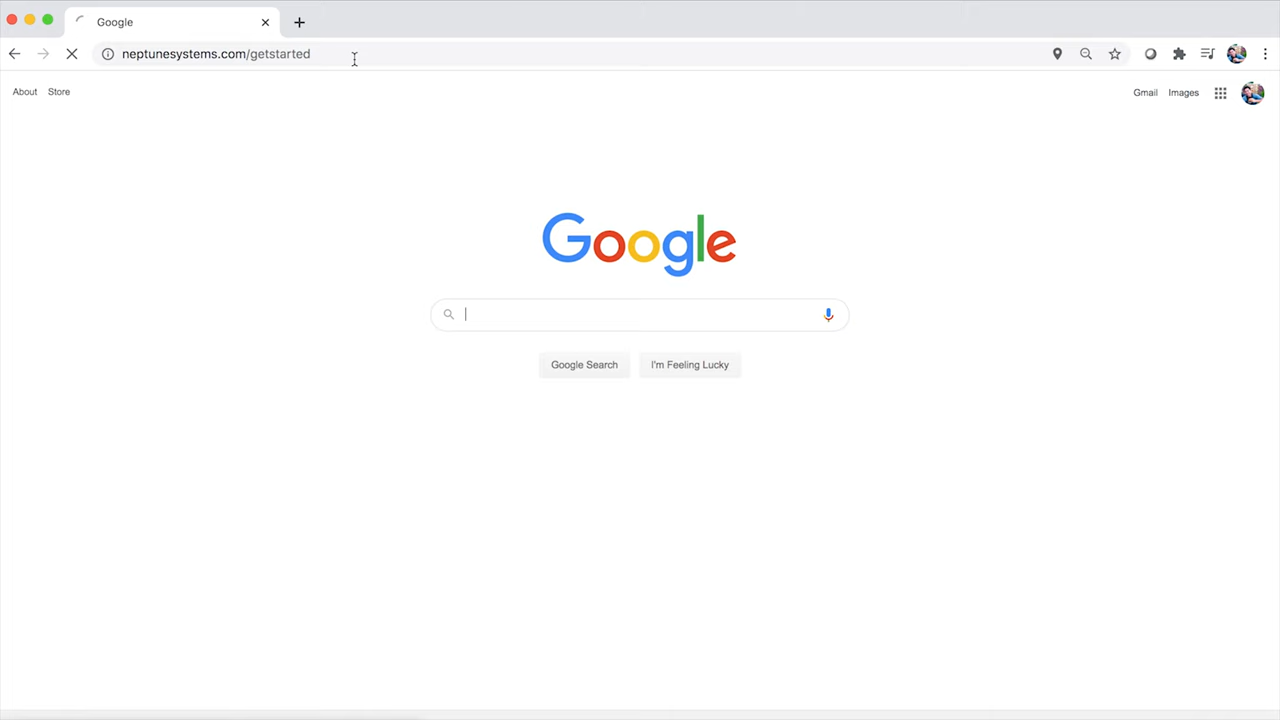 Google
neptunesystems.com/getstarted
About Store
Gmail Images
Google
Google Search I'm Feeling Lucky